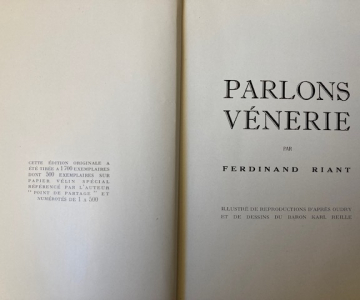 CETTE ÉDITION ORIGINALE A
ÉTÉ TIRÉE A 1 700 EXEMPLAIRES
DONT 500 EXEMPLAIRES SUR
PAPIER VÉLIN SPÉCIAL
RÉFÉRENCÉ PAR L'AUTEUR
"POINT DE PARTAGE" ET
NUMÉROTÉS DE 1 A 500
PARLONS
VÉNERIE
PAR
FERDINAND RIANT
ILLUSTRÉ DE REPRODUCTIONS D'APRÈS OUDRY
ET DE DESSINS DU BARON KARL REILLE